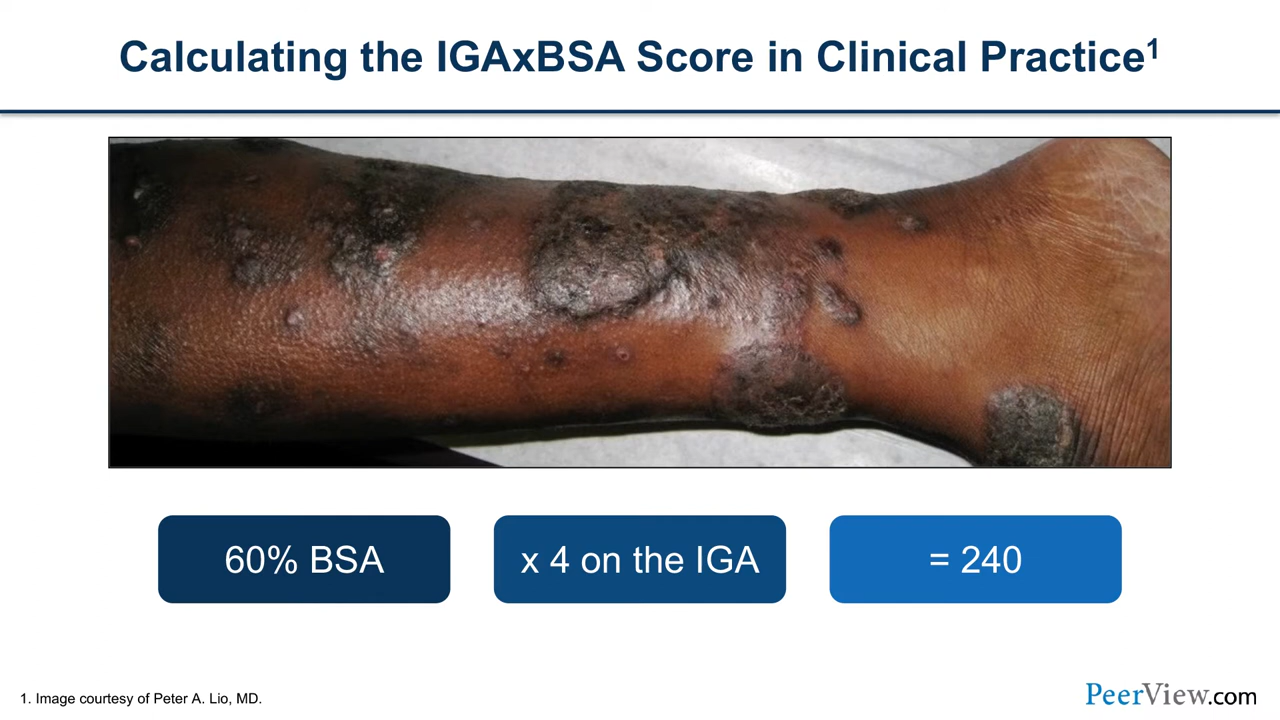 Calculating the IGAxBSA Score in Clinical Practice1
60% BSA
x 4 on the IGA
= 240
1. Image courtesy of Peter A. Lio, MD.
PeerView.com